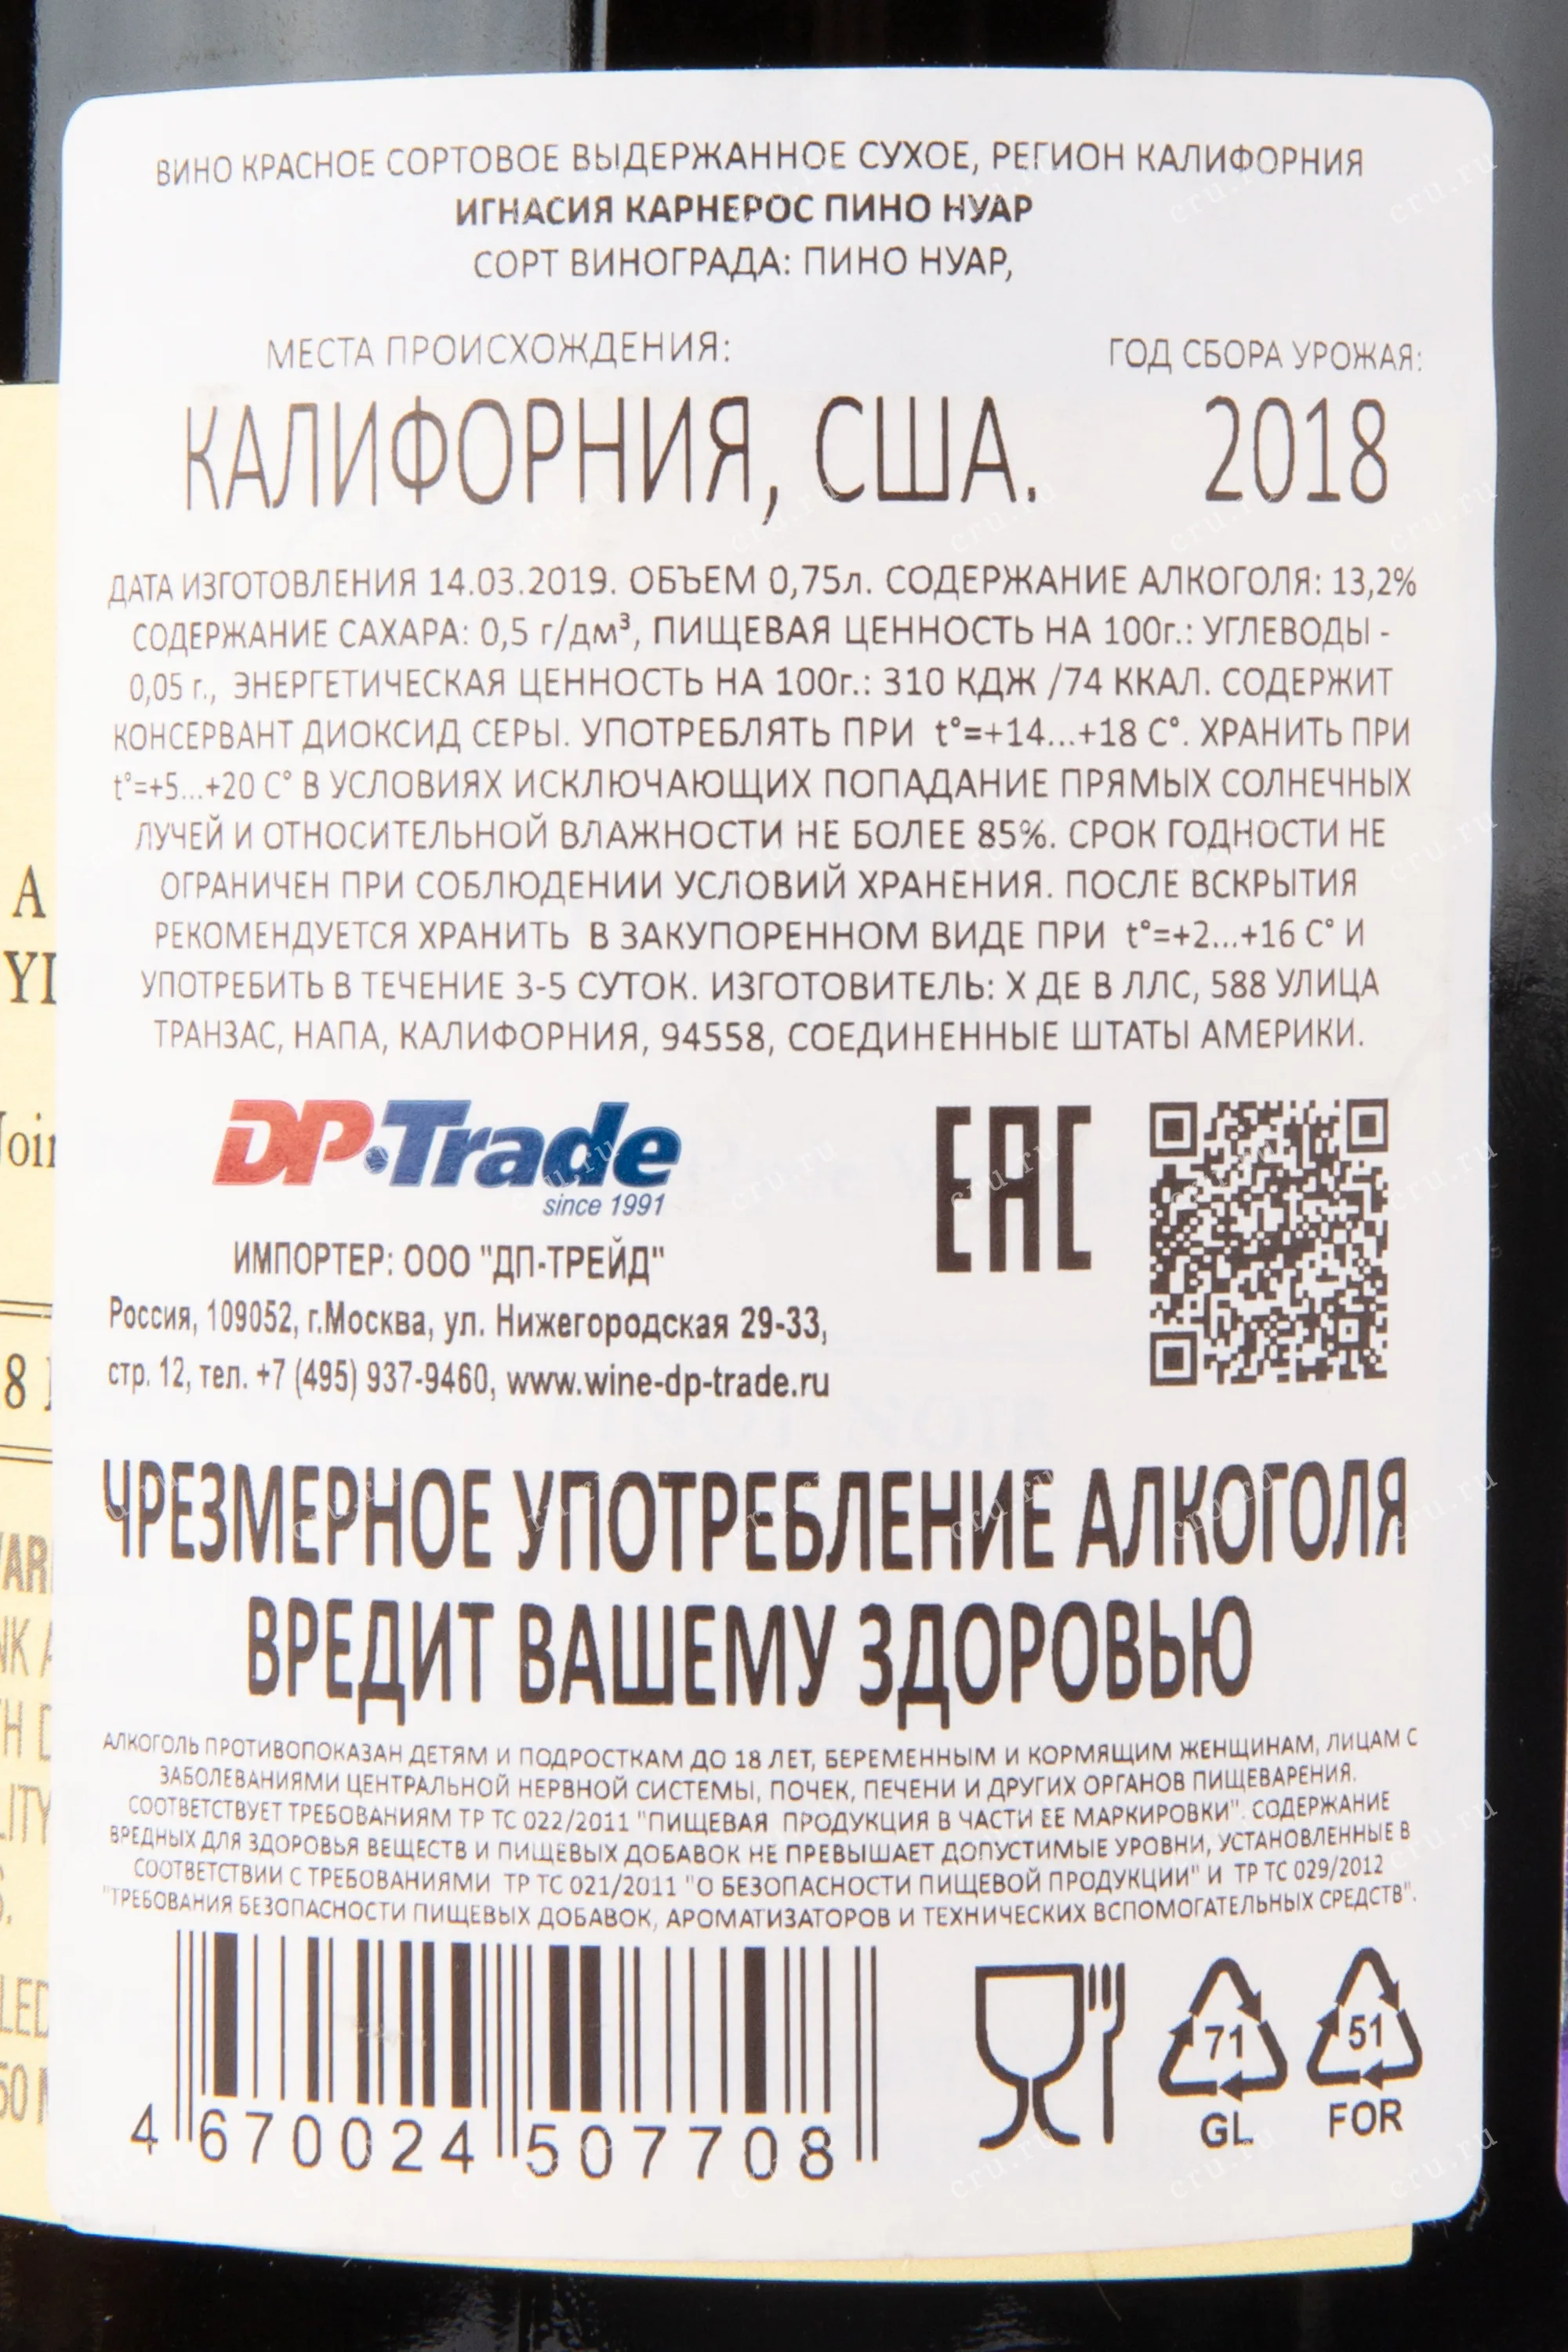 ВИНО КРАСНОЕ СОРТОВОЕ ВЫДЕРЖАННОЕ СУХОЕ, РЕГИОН КАЛИФОРНИЯ
ИГНАСИЯ КАРНЕРОС ПИНО НУАР
СОРТ ВИНОГРАДА: ПИНО НУАР,
МЕСТА ПРОИСХОЖДЕНИЯ:
КАЛИФОРНИЯ, США.
ГОД СБОРА УРОЖАЯ:
2018
ДАТА ИЗГОТОВЛЕНИЯ 14.03.2019. ОБЪЕМ 0,75л. СОДЕРЖАНИЕ АЛКОГОЛЯ: 13,2%
СОДЕРЖАНИЕ САХАРА: 0,5 г/дм³, ПИЩЕВАЯ ЦЕННОСТЬ НА 100г.: УГЛЕВОДЫ -
0,05 г., ЭНЕРГЕТИЧЕСКАЯ ЦЕННОСТЬ НА 100г.: 310 КДЖ /74 ККАЛ. СОДЕРЖИТ
КОНСЕРВАНТ ДИОКСИД СЕРЫ. УПОТРЕБЛЯТЬ ПРИ t°=+14...+18 С°. ХРАНИТЬ ПРИ
t°=+5...+20 С° В УСЛОВИЯХ ИСКЛЮЧАЮЩИХ ПОПАДАНИЕ ПРЯМЫХ СОЛНЕЧНЫХ
ЛУЧЕЙ И ОТНОСИТЕЛЬНОЙ ВЛАЖНОСТИ НЕ БОЛЕЕ 85%. СРОК ГОДНОСТИ НЕ
ОГРАНИЧЕН ПРИ СОБЛЮДЕНИИ УСЛОВИЙ ХРАНЕНИЯ. ПОСЛЕ ВСКРЫТИЯ
РЕКОМЕНДУЕТСЯ ХРАНИТЬ В ЗАКУПОРЕННОМ ВИДЕ ПРИ t°=+2...+16 С° И
УПОТРЕБИТЬ В ТЕЧЕНИЕ 3-5 СУТОК. ИЗГОТОВИТЕЛЬ: Х ДЕ В ЛЛС, 588 УЛИЦА
ТРАНЗАС, НАПА, КАЛИФОРНИЯ, 94558, СОЕДИНЕННЫЕ ШТАТЫ АМЕРИКИ.
DP·Trade
since 1991
EAC
ИМПОРТЕР: ООО "ДП-ТРЕЙД"
Россия, 109052, г.Москва, ул. Нижегородская 29-33,
стр. 12, тел. +7 (495) 937-9460, www.wine-dp-trade.ru
ЧРЕЗМЕРНОЕ УПОТРЕБЛЕНИЕ АЛКОГОЛЯ
ВРЕДИТ ВАШЕМУ ЗДОРОВЬЮ
АЛКОГОЛЬ ПРОТИВОПОКАЗАН ДЕТЯМ И ПОДРОСТКАМ ДО 18 ЛЕТ, БЕРЕМЕННЫМ И КОРМЯЩИМ ЖЕНЩИНАМ, ЛИЦАМ С
ЗАБОЛЕВАНИЯМИ ЦЕНТРАЛЬНОЙ НЕРВНОЙ СИСТЕМЫ, ПОЧЕК, ПЕЧЕНИ И ДРУГИХ ОРГАНОВ ПИЩЕВАРЕНИЯ.
СООТВЕТСТВУЕТ ТРЕБОВАНИЯМ ТР ТС 022/2011 "ПИЩЕВАЯ ПРОДУКЦИЯ В ЧАСТИ ЕЕ МАРКИРОВКИ". СОДЕРЖАНИЕ
ВРЕДНЫХ ДЛЯ ЗДОРОВЬЯ ВЕЩЕСТВ И ПИЩЕВЫХ ДОБАВОК НЕ ПРЕВЫШАЕТ ДОПУСТИМЫЕ УРОВНИ, УСТАНОВЛЕННЫЕ В
СООТВЕТСТВИИ С ТРЕБОВАНИЯМИ ТР ТС 021/2011 "О БЕЗОПАСНОСТИ ПИЩЕВОЙ ПРОДУКЦИИ" И ТР ТС 029/2012
"ТРЕБОВАНИЯ БЕЗОПАСНОСТИ ПИЩЕВЫХ ДОБАВОК, АРОМАТИЗАТОРОВ И ТЕХНИЧЕСКИХ ВСПОМОГАТЕЛЬНЫХ СРЕДСТВ".
4 670024 507708
71
GL
51
FOR
cru.ru